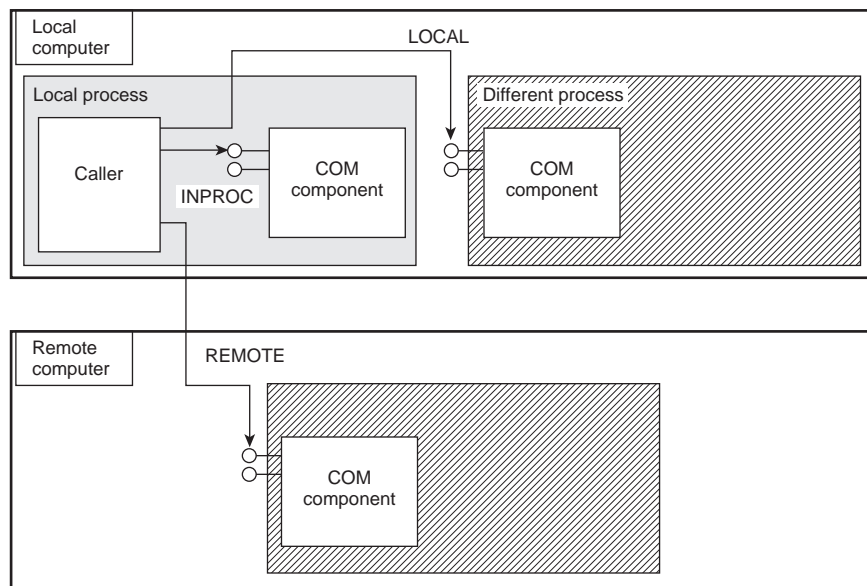 Local
computer
LOCAL
Local process
Different process
Caller
COM
component
INPROC
COM
component
Remote
computer
REMOTE
COM
component